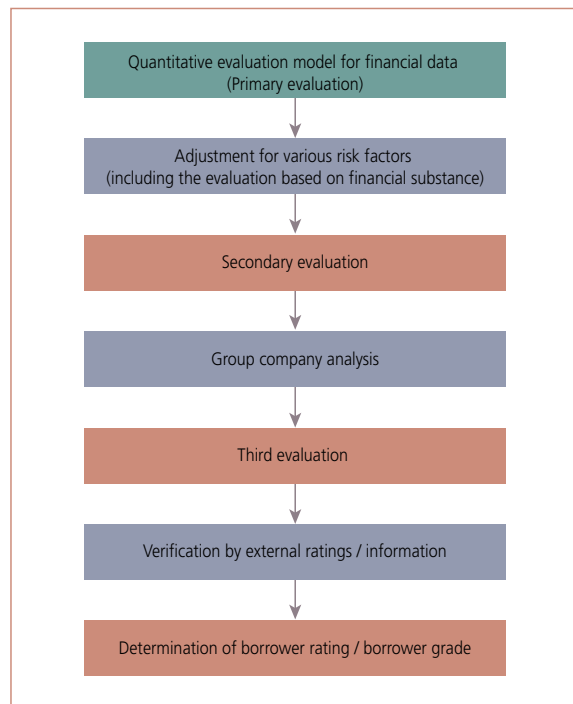 Quantitative evaluation model for financial data
(Primary evaluation)
Adjustment for various risk factors
(including the evaluation based on financial substance)
Secondary evaluation
Group company analysis
Third evaluation
Verification by external ratings / information
Determination of borrower rating / borrower grade